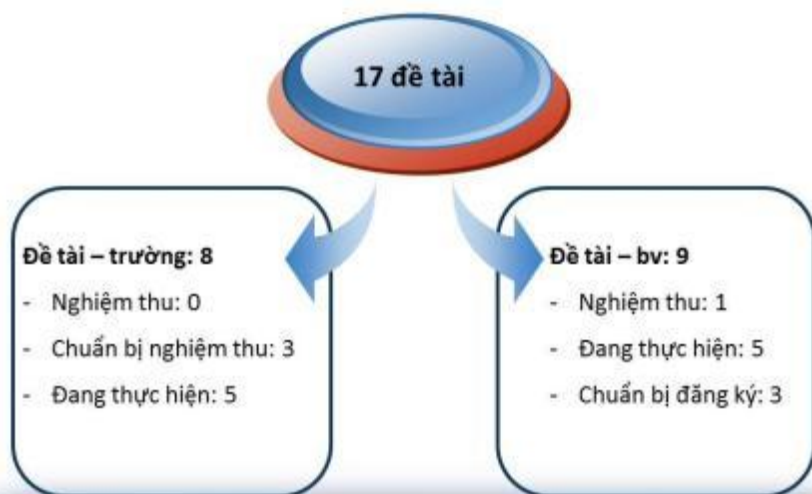 17 đề tài
Đề tài – trường: 8
- Nghiệm thu: 0
- Chuẩn bị nghiệm thu: 3
- Đang thực hiện: 5
Đề tài – bv: 9
- Nghiệm thu: 1
- Đang thực hiện: 5
- Chuẩn bị đăng ký: 3